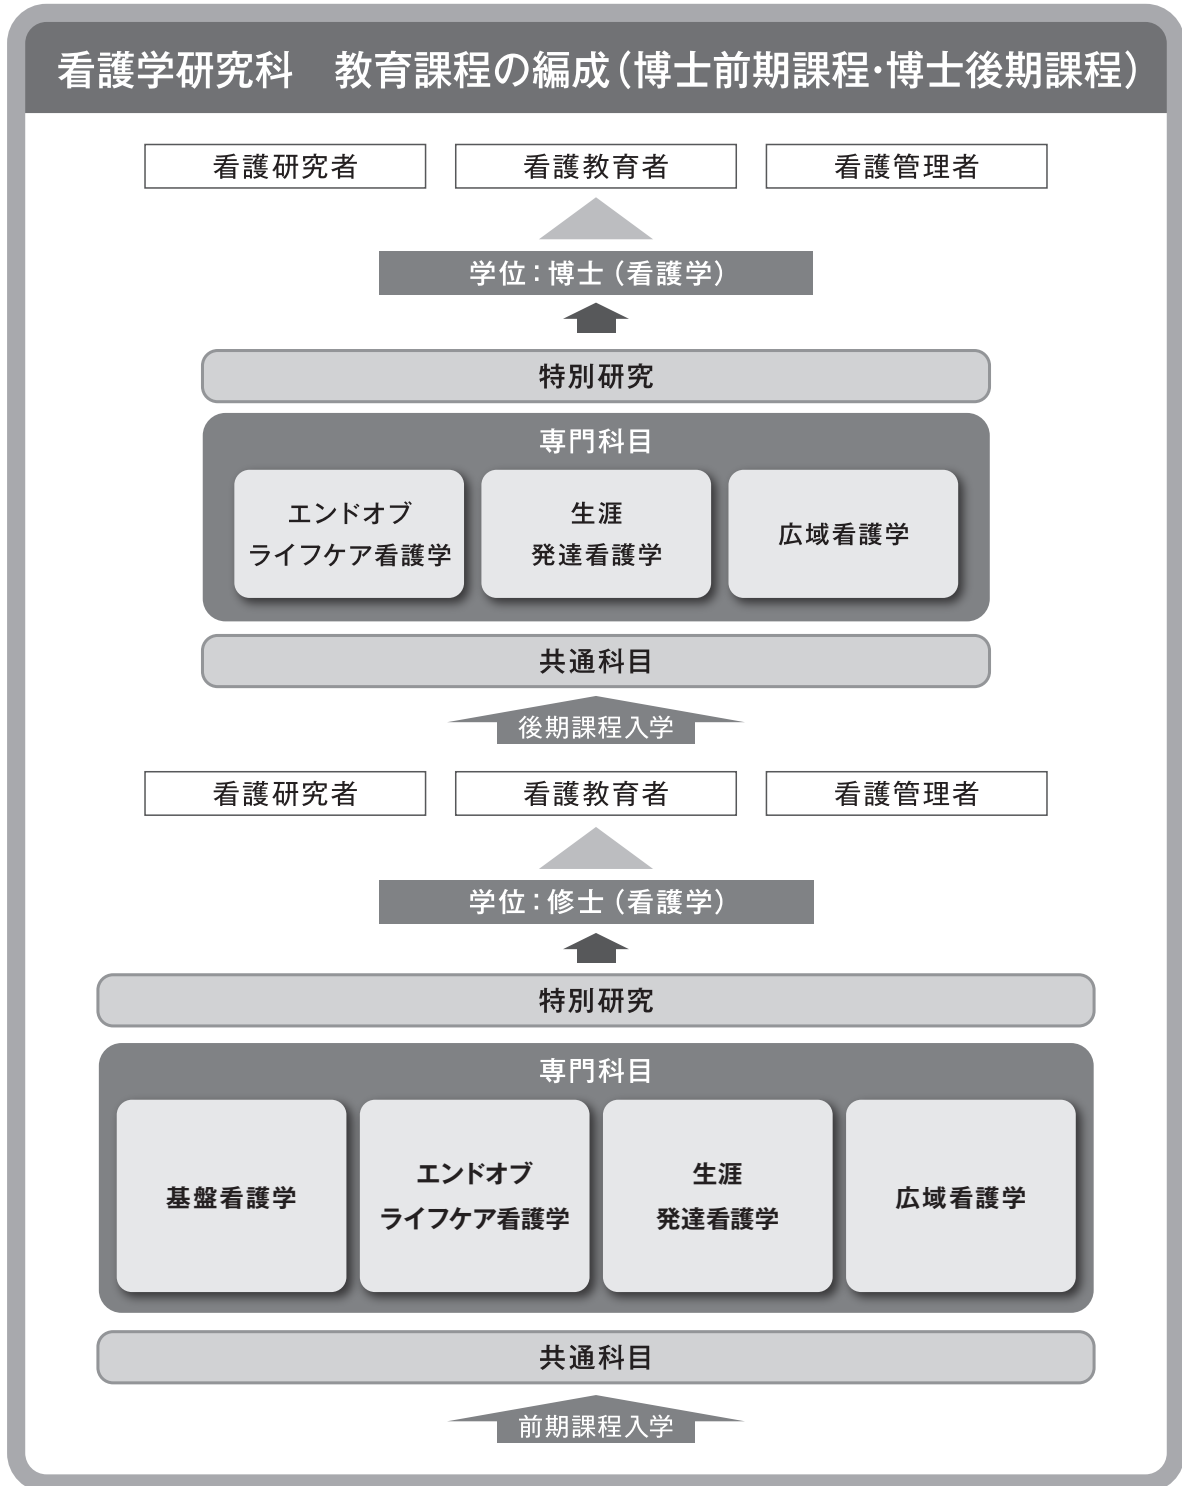 看護学研究科　教育課程の編成（博士前期課程・博士後期課程）
看護研究者
看護教育者
看護管理者
学位：博士（看護学）
特別研究
専門科目
エンドオブ
ライフケア看護学
生涯
発達看護学
広域看護学
共通科目
後期課程入学
看護研究者
看護教育者
看護管理者
学位：修士（看護学）
特別研究
専門科目
基盤看護学
エンドオブ
ライフケア看護学
生涯
発達看護学
広域看護学
共通科目
前期課程入学